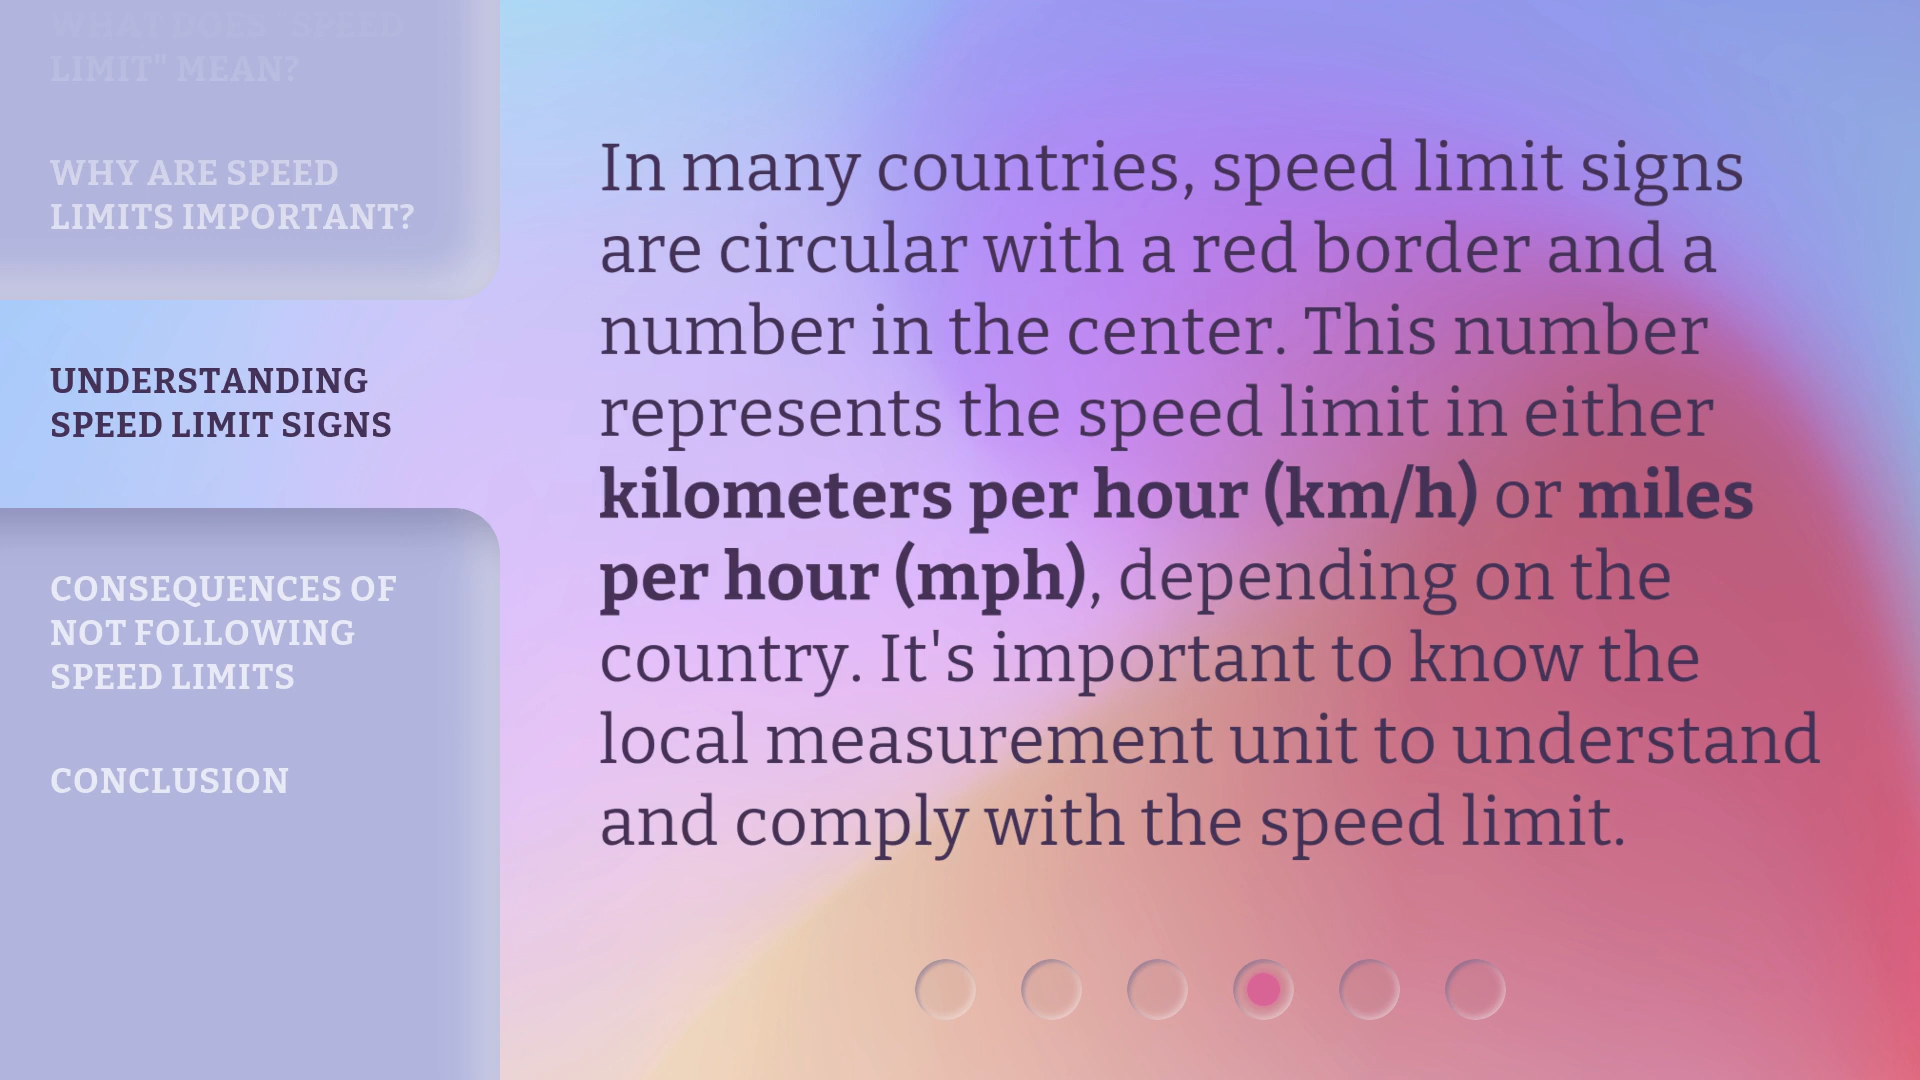 WHAT DOES "SPEED
LIMIT" MEAN?
WHY ARE SPEED
LIMITS IMPORTANT?
UNDERSTANDING
SPEED LIMIT SIGNS
CONSEQUENCES OF
NOT FOLLOWING
SPEED LIMITS
CONCLUSION
In many countries, speed limit signs
are circular with a red border and a
number in the center. This number
represents the speed limit in either
kilometers per hour (km/h) or miles
per hour (mph), depending on the
country. It's important to know the
local measurement unit to understand
and comply with the speed limit.